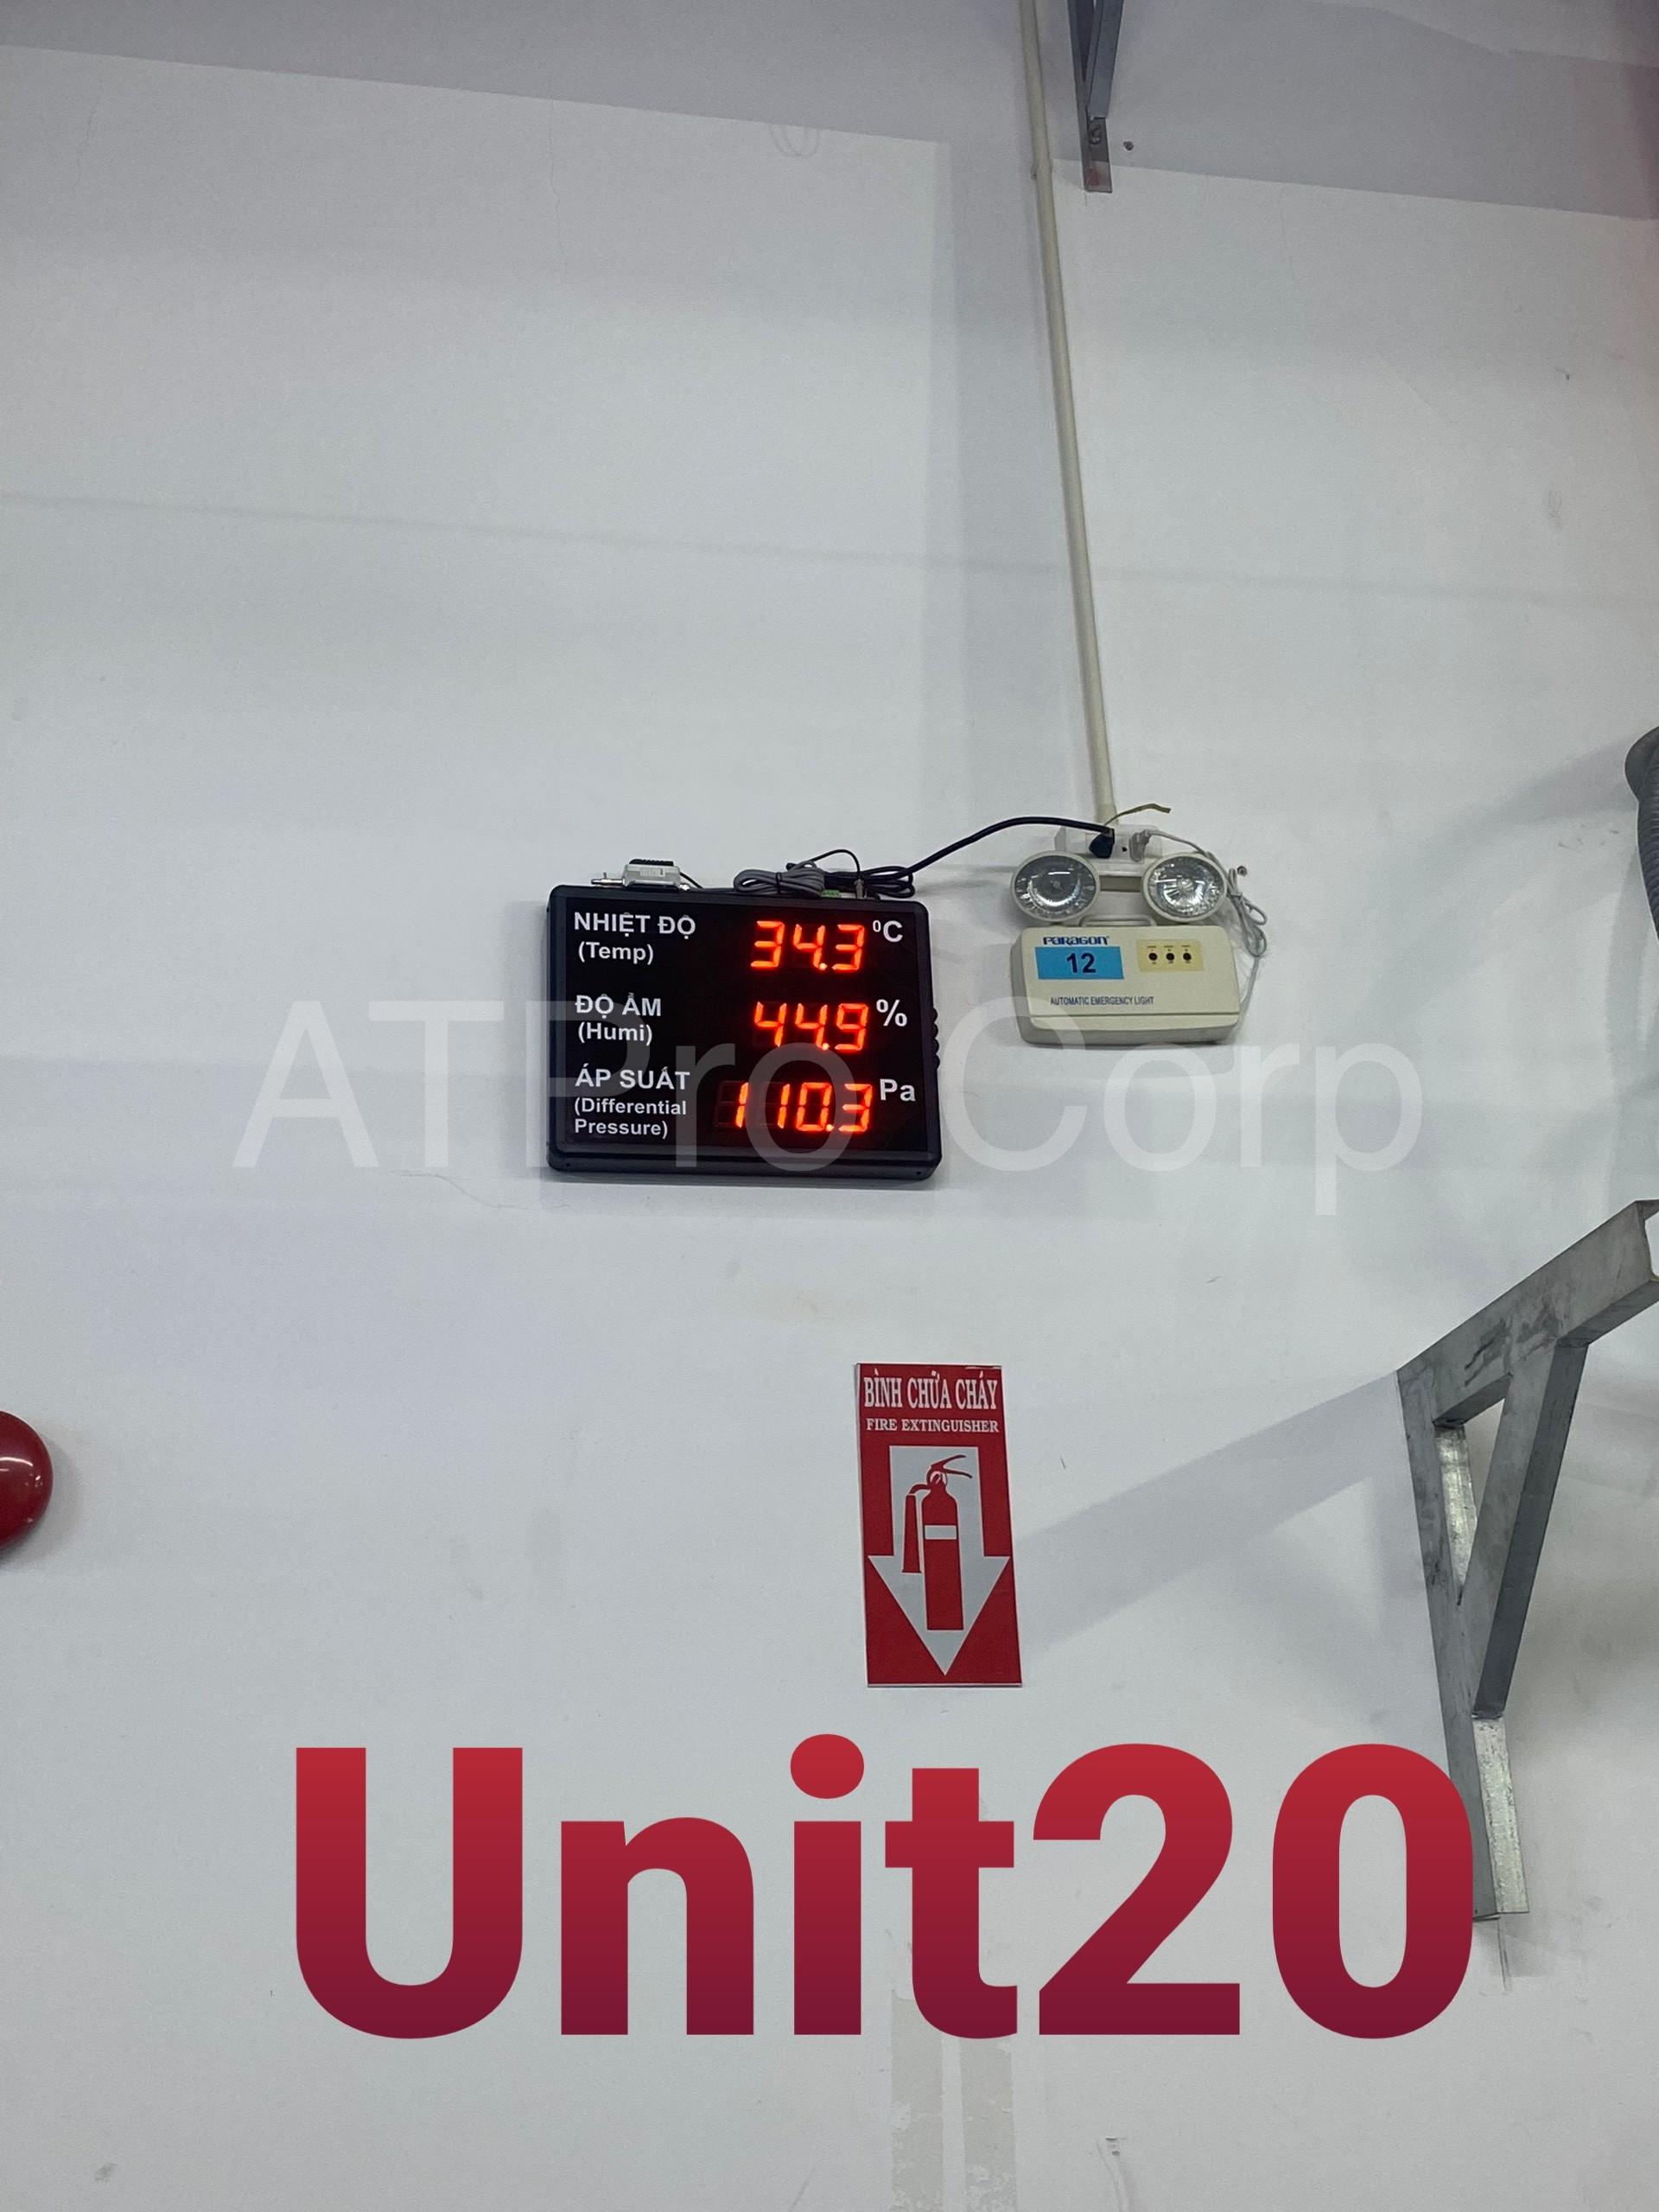 NHIỆT ĐỘ
(Temp)
34.3 ⁰C
ĐỘ ẨM
(Humi)
44.9 %
ÁP SUẤT
(Differential
Pressure)
110.3 Pa
PARAGON
12
AUTOMATIC EMERGENCY LIGHT
ATPro Corp
BÌNH CHỮA CHÁY
FIRE EXTINGUISHER
Unit20